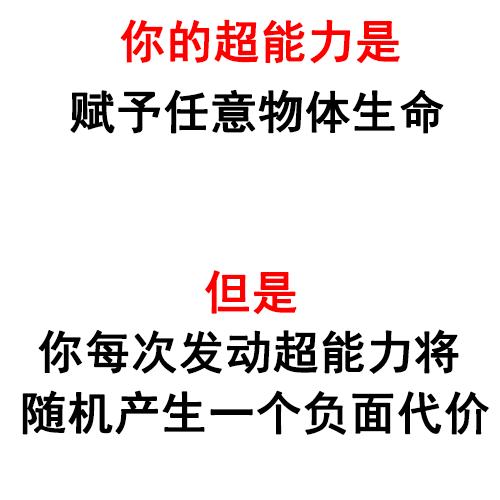 你的超能力是
赋予任意物体生命
但是
你每次发动超能力将
随机产生一个负面代价